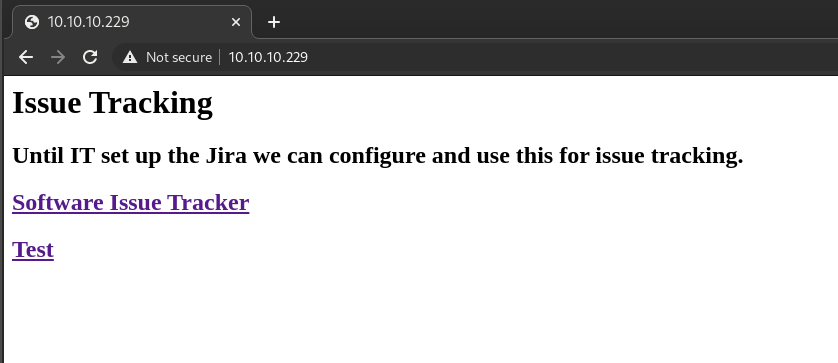 10.10.10.229
Not secure 10.10.10.229
Issue Tracking
Until IT set up the Jira we can configure and use this for issue tracking.
Software Issue Tracker
Test